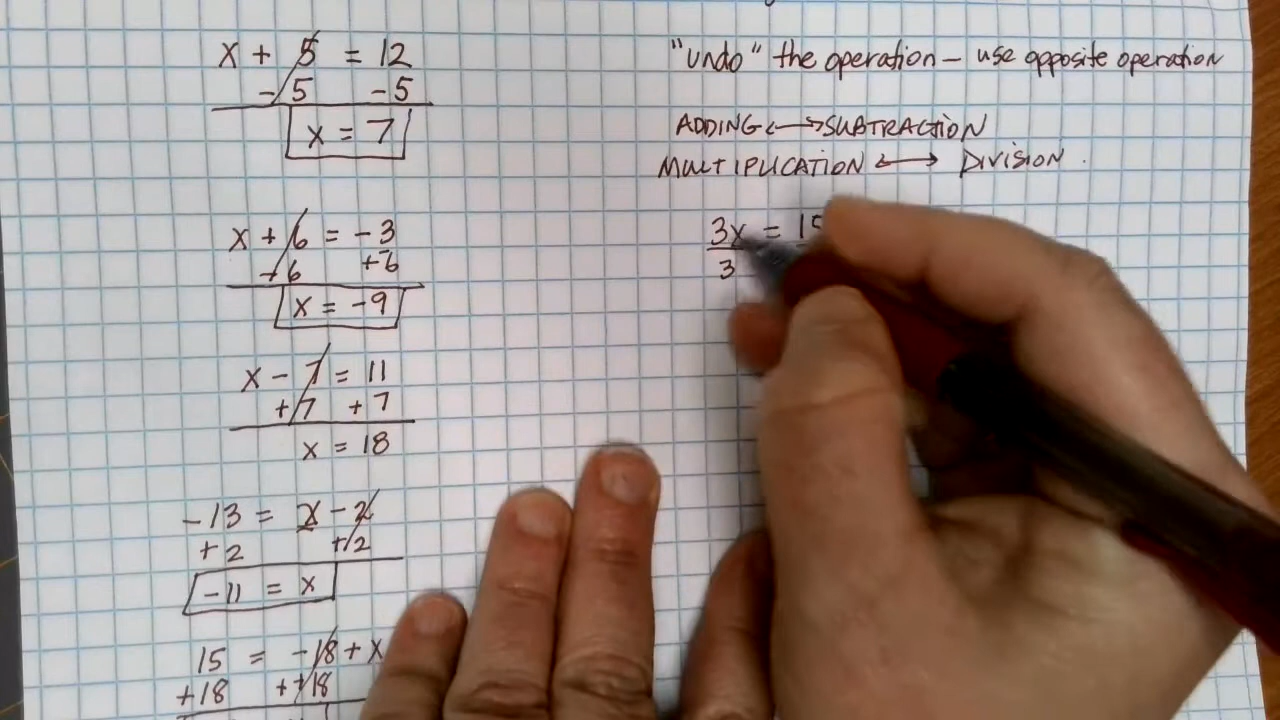 x + 5 = 12
- 5 - 5
x = 7
x + 6 = -3
+6 +-6
x = -9
x - 7 = 11
+7 +7
x = 18
-13 = x - 2
+2 +2
-11 = x
15 = -18 + x
+18 ++18
"undo" the operation – use opposite operation
ADDING ⟷ SUBTRACTION
MULTIPLICATION ⟷ DIVISION .
3x = 15
3